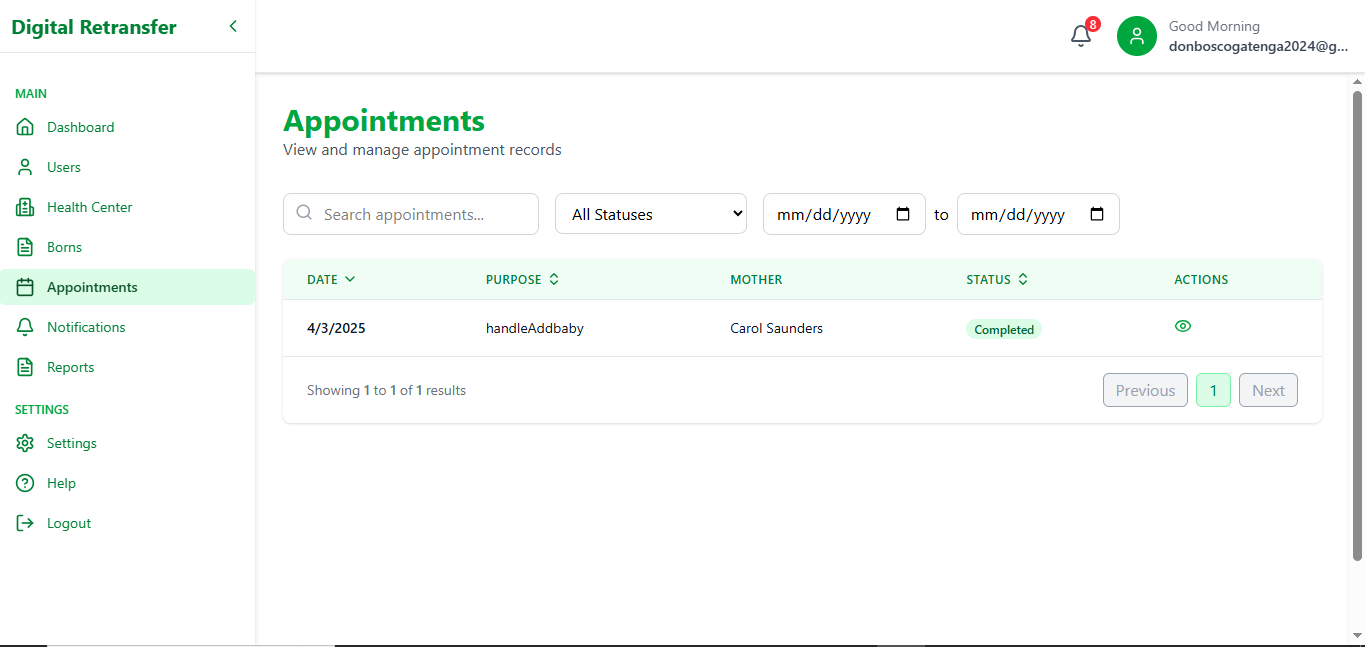 Digital Retransfer
8
Good Morning
donboscogatenga2024@g...
MAIN
Dashboard
Users
Health Center
Borns
Appointments
Notifications
Reports
SETTINGS
Settings
Help
Logout
Appointments
View and manage appointment records
Search appointments...
All Statuses
mm/dd/yyyy to mm/dd/yyyy
DATE PURPOSE MOTHER STATUS ACTIONS
4/3/2025 handleAddbaby Carol Saunders Completed
Showing 1 to 1 of 1 results
Previous 1 Next